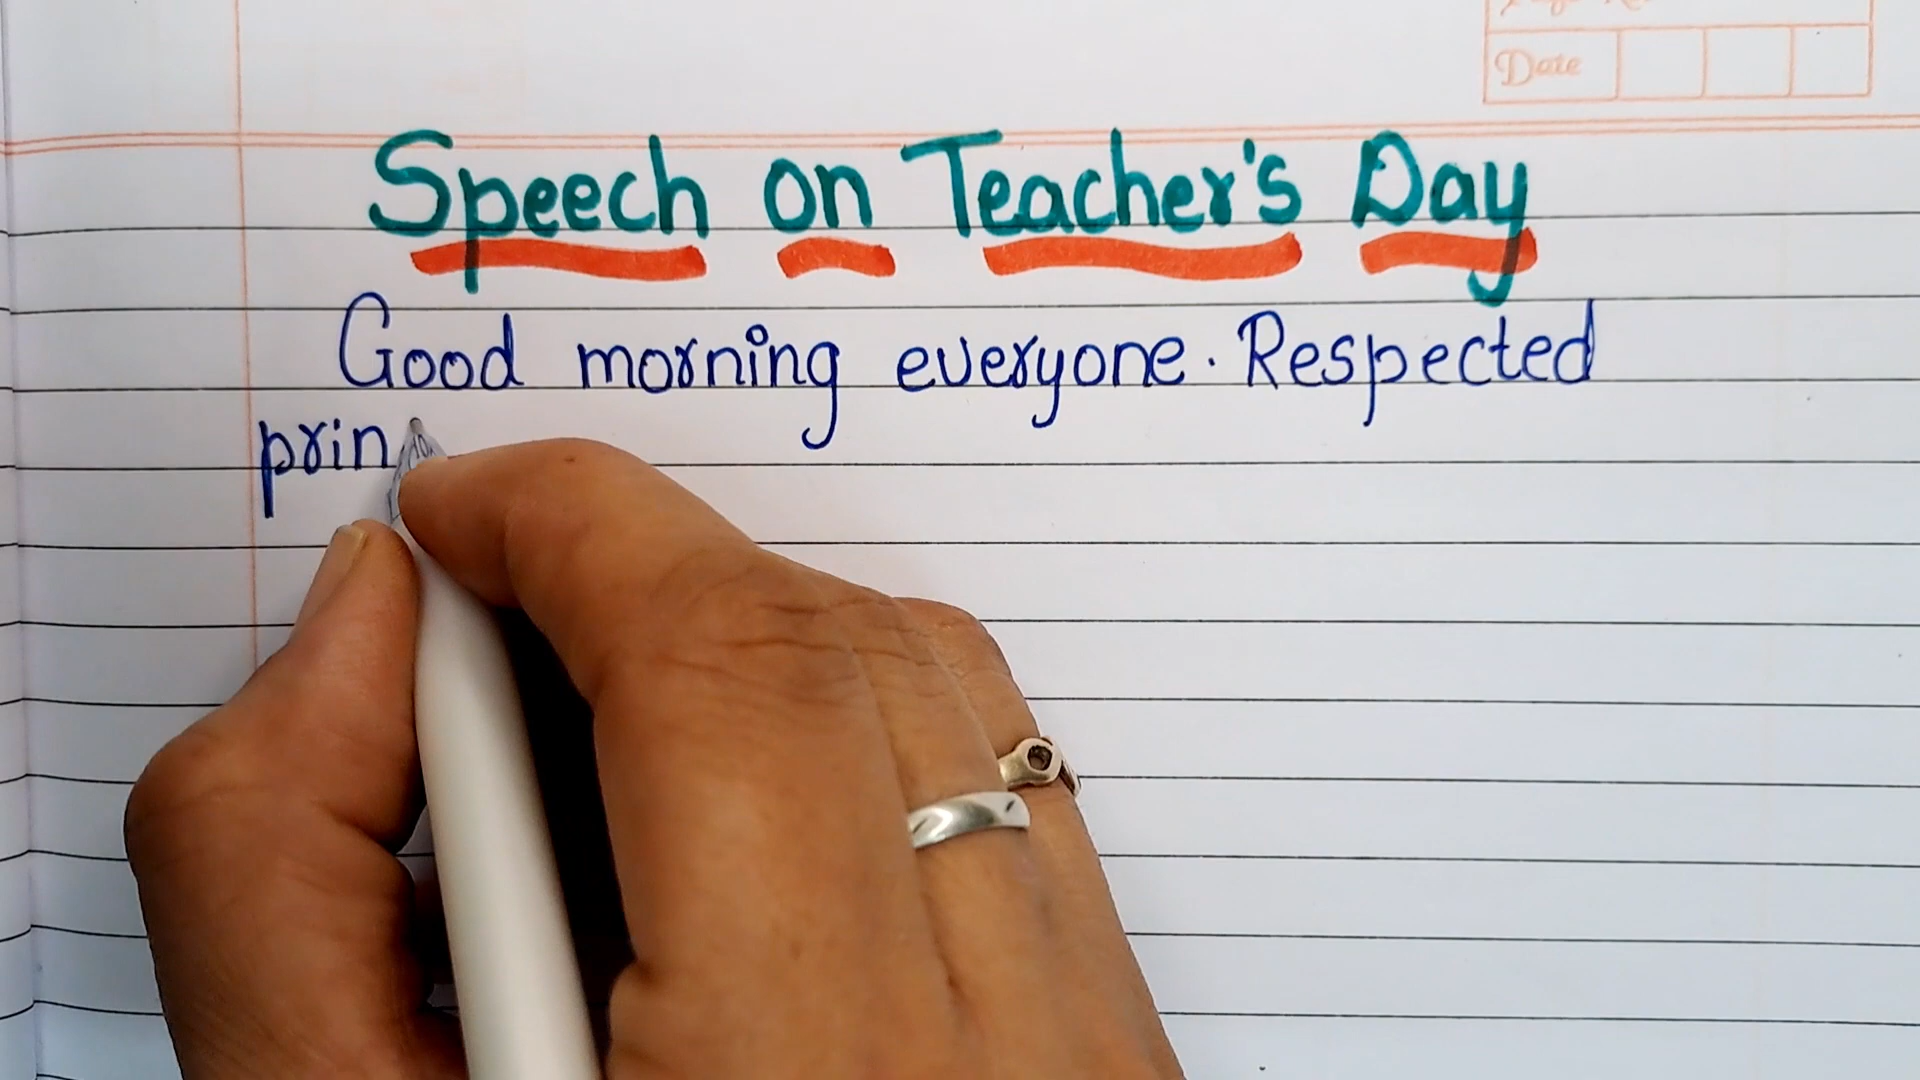 Date
Speech on Teacher's Day
Good morning everyone. Respected
prin